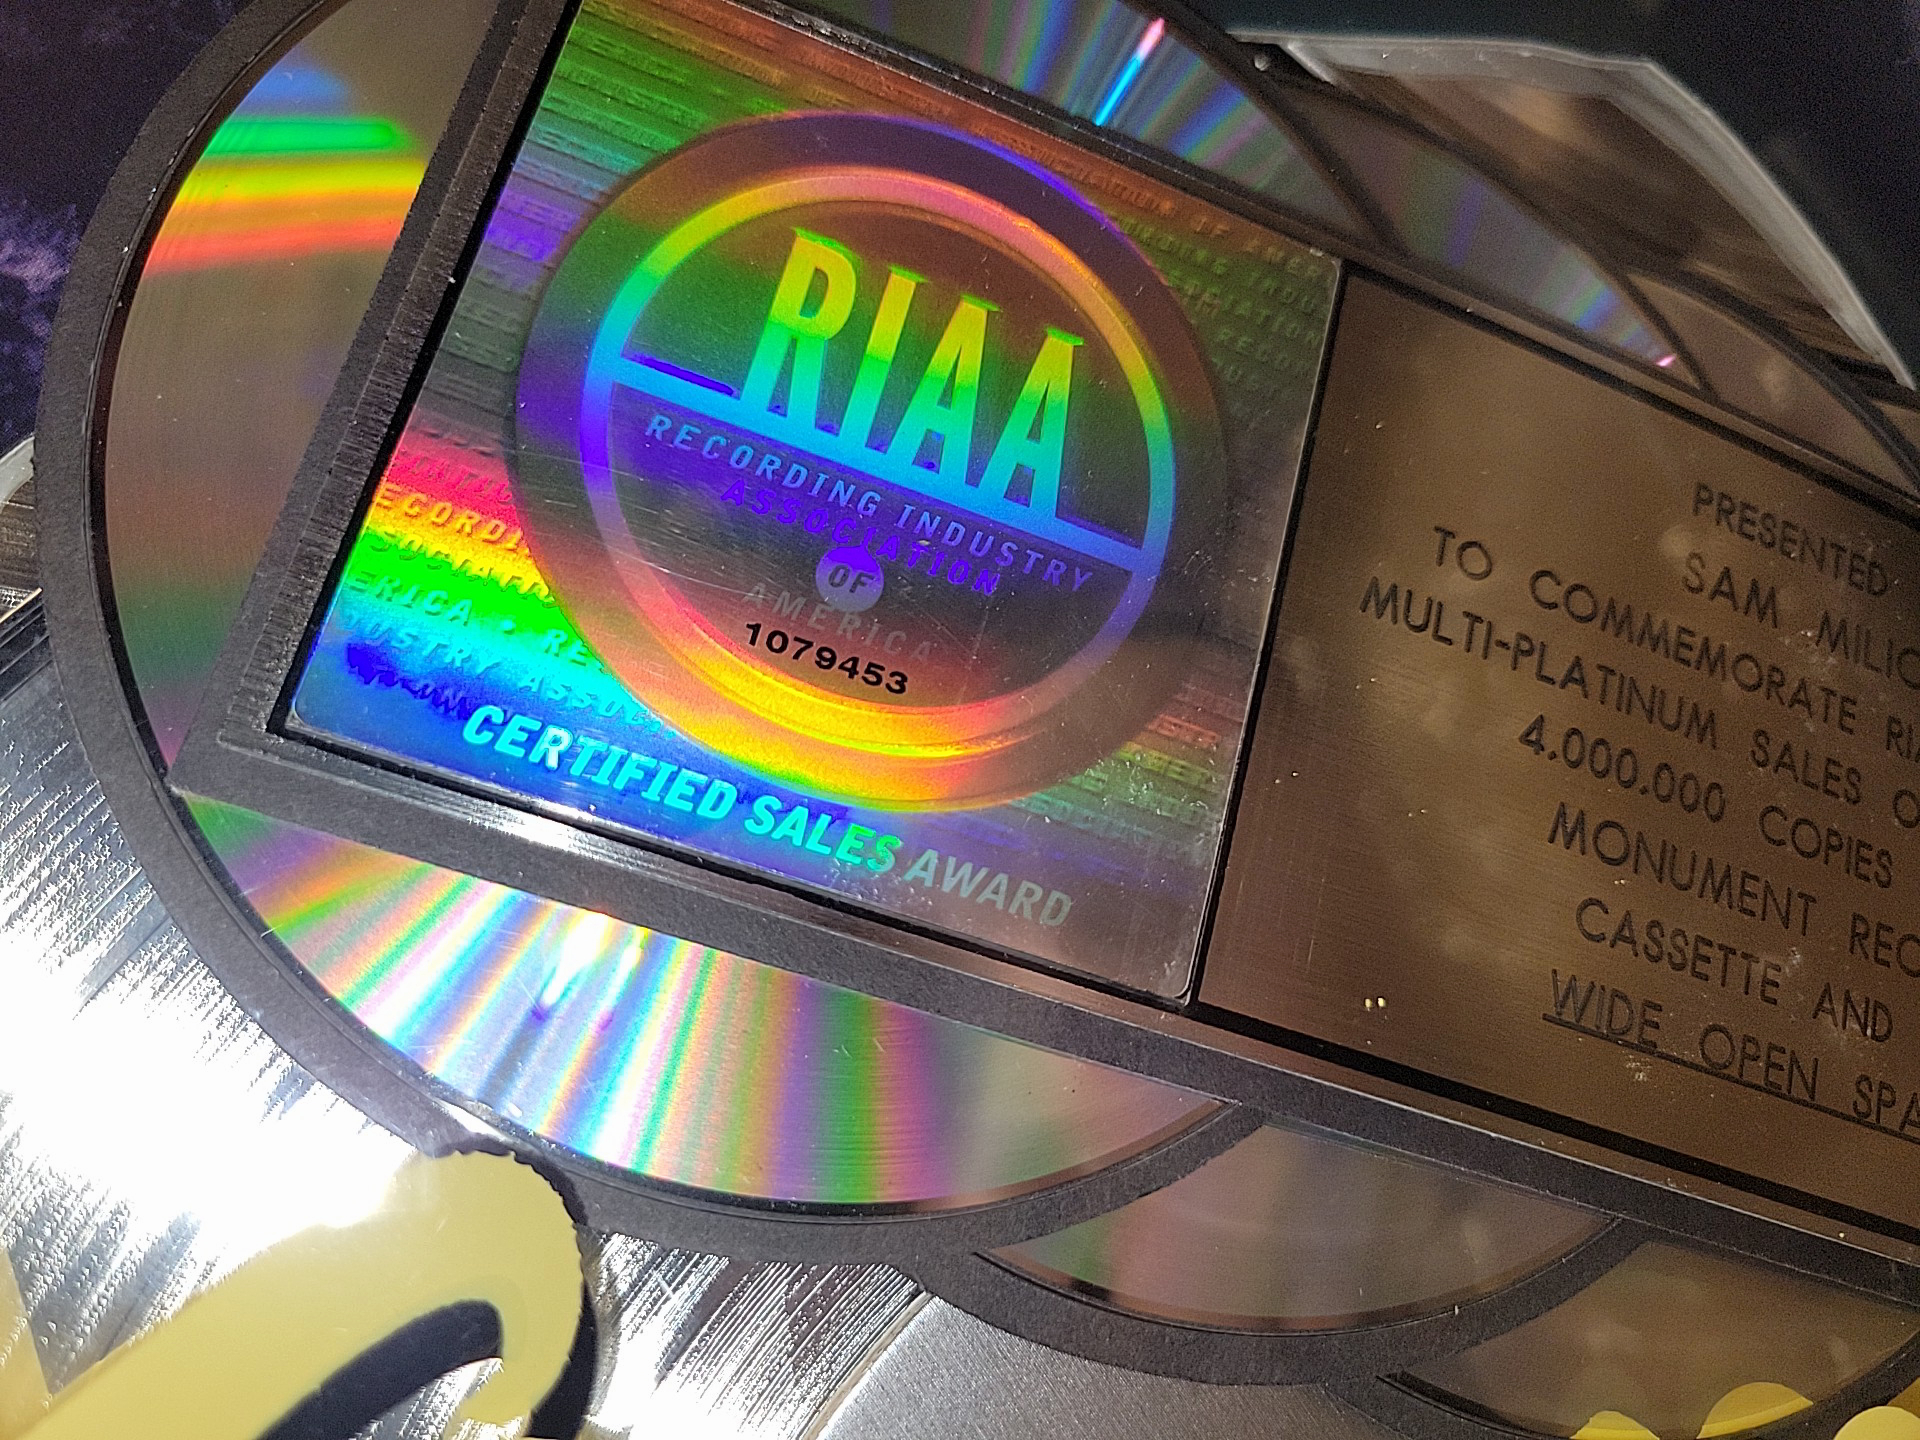 RIAA
RECORDING INDUSTRY
ASSOCIATION
OF
AMERICA
1079453
CERTIFIED SALES AWARD
PRESENTED
SAM
TO COMMEMORATE
MULTI-PLATINUM SALES
4.000.000 COPIES
MONUMENT
CASSETTE AND
WIDE OPEN